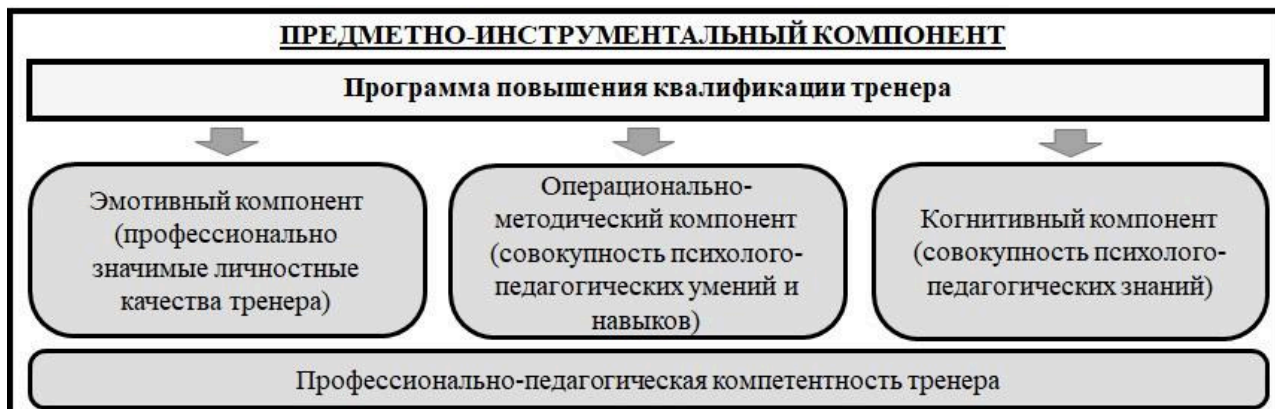 ПРЕДМЕТНО-ИНСТРУМЕНТАЛЬНЫЙ КОМПОНЕНТ
Программа повышения квалификации тренера
Эмотивный компонент
(профессионально
значимые личностные
качества тренера)
Операционально-
методический компонент
(совокупность психолого-
педагогических умений и
навыков)
Когнитивный компонент
(совокупность психолого-
педагогических знаний)
Профессионально-педагогическая компетентность тренера